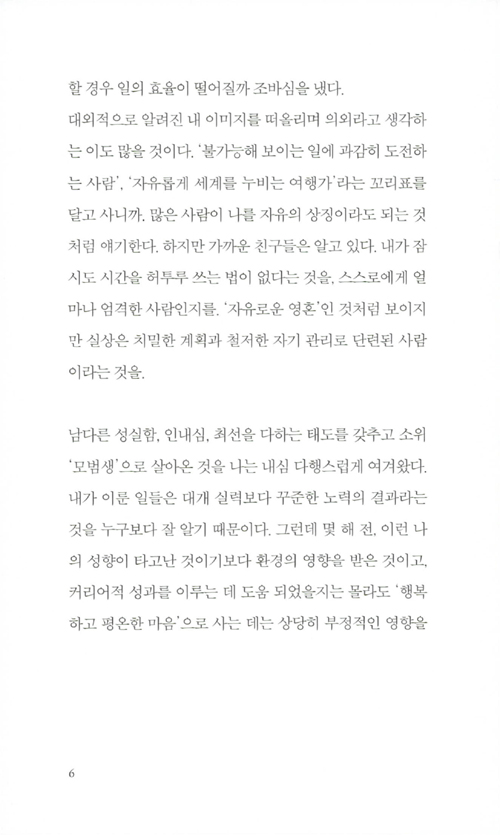 할 경우 일의 효율이 떨어질까 조바심을 냈다.
대외적으로 알려진 내 이미지를 떠올리며 의외라고 생각하
는 이도 많을 것이다. ‘불가능해 보이는 일에 과감히 도전하
는 사람’, ‘자유롭게 세계를 누비는 여행가’라는 꼬리표를
달고 사니까. 많은 사람이 나를 자유의 상징이라도 되는 것
처럼 얘기한다. 하지만 가까운 친구들은 알고 있다. 내가 잠
시도 시간을 허투루 쓰는 법이 없다는 것을, 스스로에게 얼
마나 엄격한 사람인지를. ‘자유로운 영혼’인 것처럼 보이지
만 실상은 치밀한 계획과 철저한 자기 관리로 단련된 사람
이라는 것을.
남다른 성실함, 인내심, 최선을 다하는 태도를 갖추고 소위
‘모범생’으로 살아온 것을 나는 내심 다행스럽게 여겨왔다.
내가 이룬 일들은 대개 실력보다 꾸준한 노력의 결과라는
것을 누구보다 잘 알기 때문이다. 그런데 몇 해 전, 이런 나
의 성향이 타고난 것이기보다 환경의 영향을 받은 것이고,
커리어적 성과를 이루는 데 도움 되었을지는 몰라도 ‘행복
하고 평온한 마음’으로 사는 데는 상당히 부정적인 영향을
6